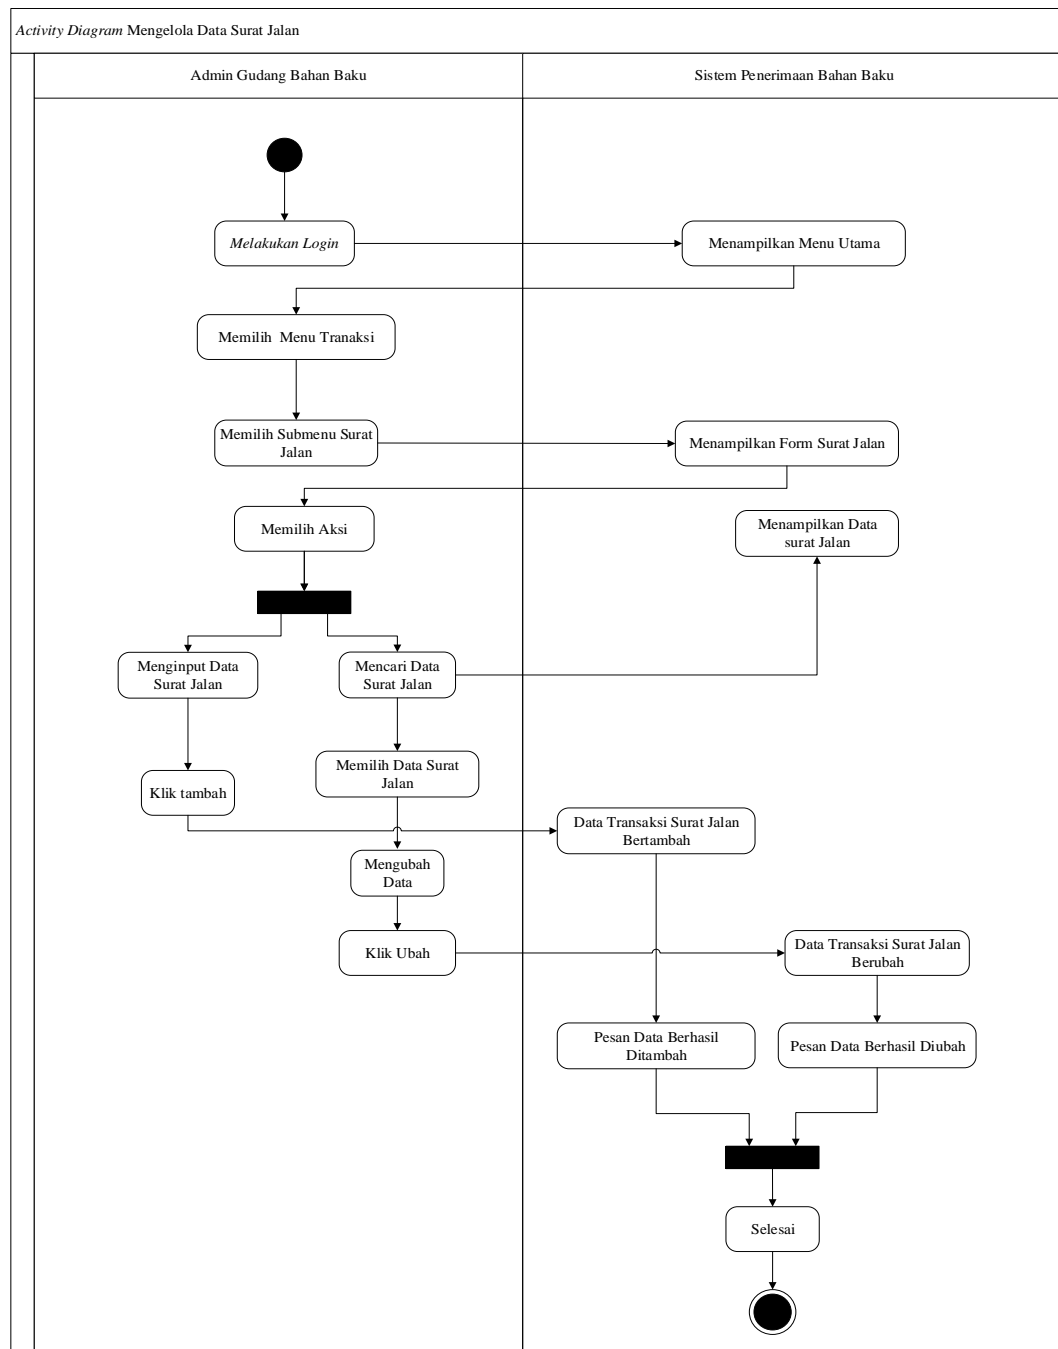 Activity Diagram Mengelola Data Surat Jalan
Admin Gudang Bahan Baku
Sistem Penerimaan Bahan Baku
Melakukan Login
Menampilkan Menu Utama
Memilih Menu Tranaksi
Memilih Submenu Surat
Jalan
Menampilkan Form Surat Jalan
Memilih Aksi
Menampilkan Data
surat Jalan
Menginput Data
Surat Jalan
Mencari Data
Surat Jalan
Memilih Data Surat
Jalan
Klik tambah
Data Transaksi Surat Jalan
Bertambah
Mengubah
Data
Klik Ubah
Data Transaksi Surat Jalan
Berubah
Pesan Data Berhasil
Ditambah
Pesan Data Berhasil Diubah
Selesai